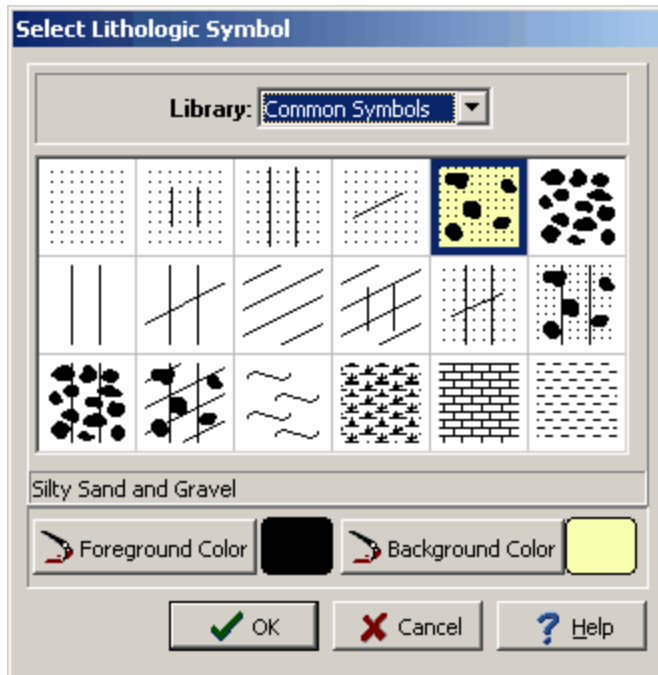 Select Lithologic Symbol
Library: Common Symbols
Silty Sand and Gravel
Foreground Color
Background Color
OK
Cancel
Help